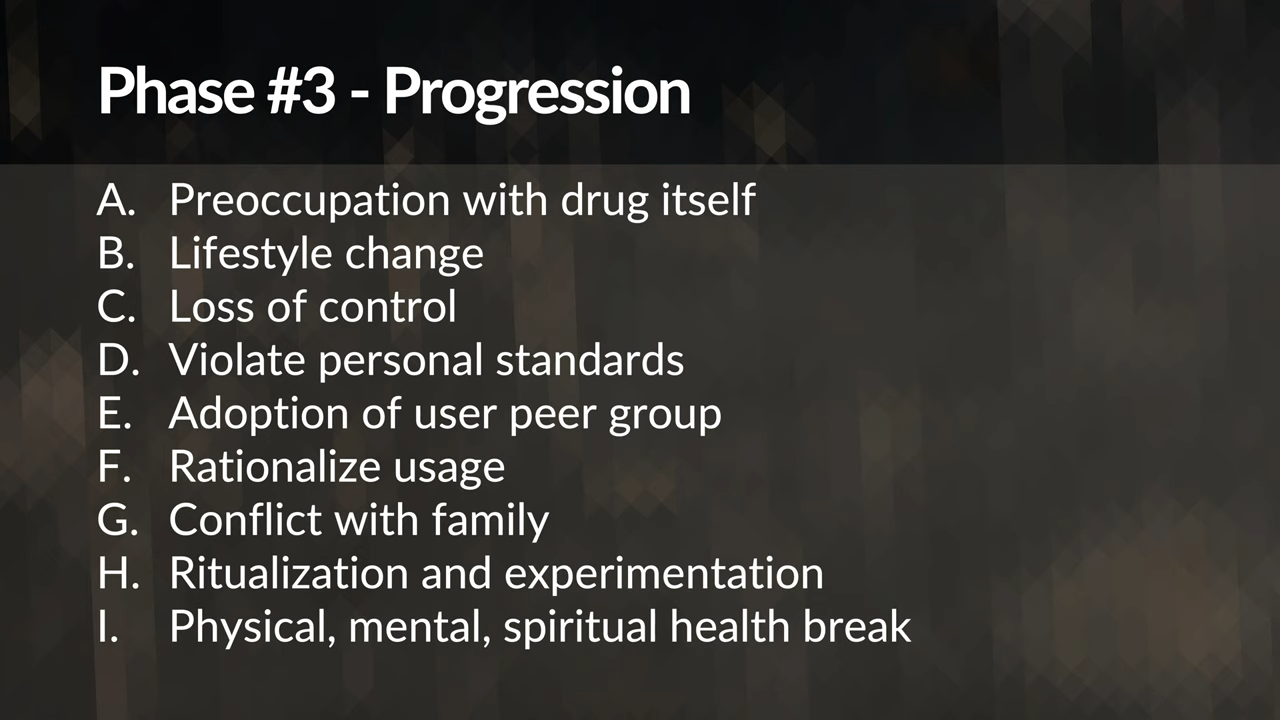 Phase #3 - Progression
A. Preoccupation with drug itself
B. Lifestyle change
C. Loss of control
D. Violate personal standards
E. Adoption of user peer group
F. Rationalize usage
G. Conflict with family
H. Ritualization and experimentation
I. Physical, mental, spiritual health break